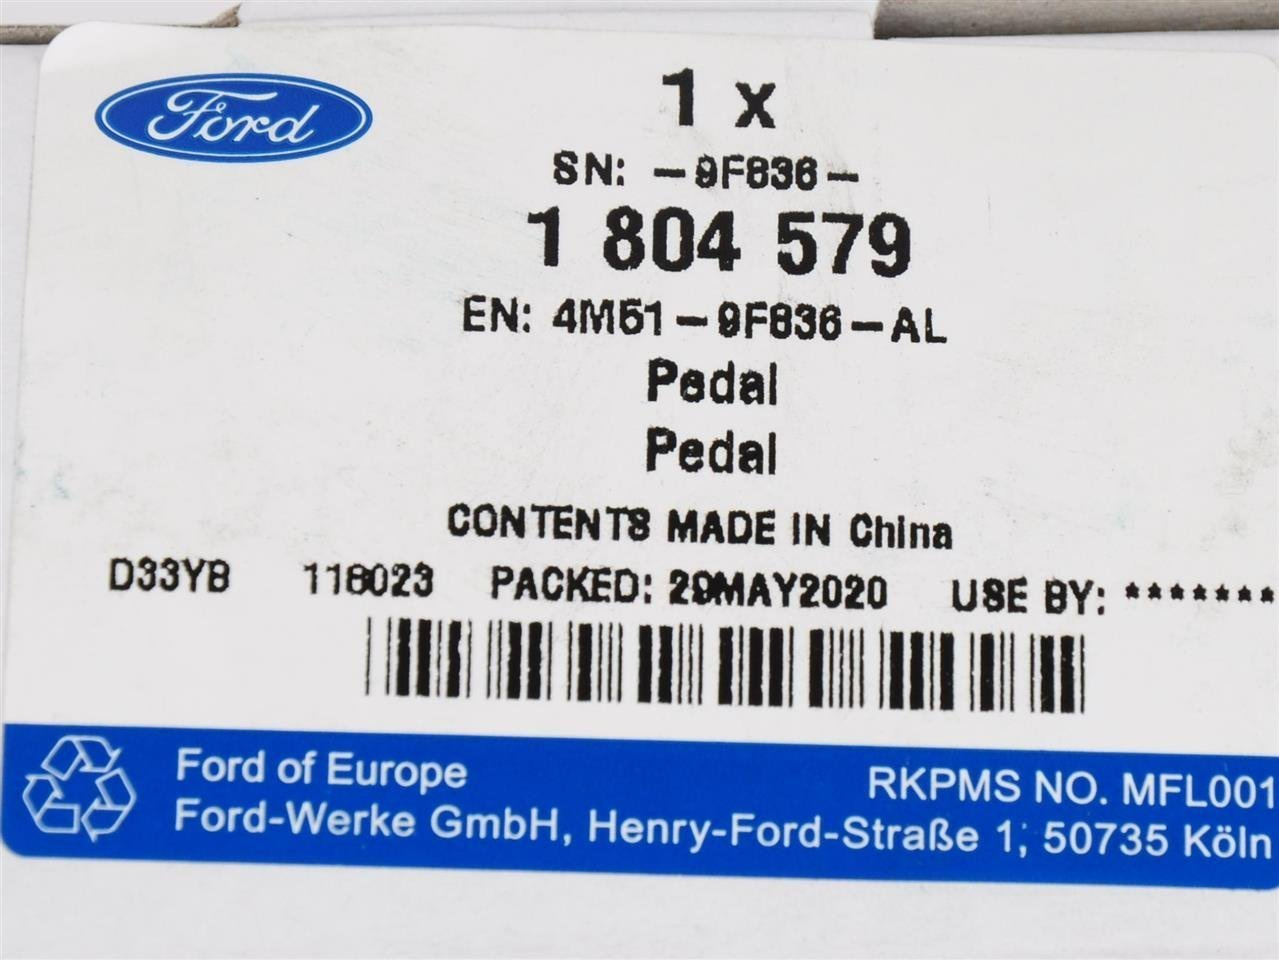 Ford
1 x
SN: -9F836-
1 804 579
EN: 4M51-9F836-AL
Pedal
Pedal
CONTENTS MADE IN China
D33YB 116023 PACKED: 29MAY2020 USE BY: *******
Ford of Europe RKPMS NO. MFL001
Ford-Werke GmbH, Henry-Ford-Straße 1, 50735 Köln